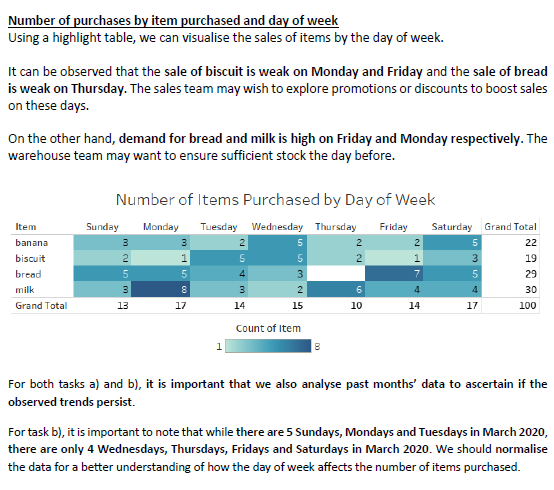 Number of purchases by item purchased and day of week
Using a highlight table, we can visualise the sales of items by the day of week.
It can be observed that the sale of biscuit is weak on Monday and Friday and the sale of bread
is weak on Thursday. The sales team may wish to explore promotions or discounts to boost sales
on these days.
On the other hand, demand for bread and milk is high on Friday and Monday respectively. The
warehouse team may want to ensure sufficient stock the day before.
Number of Items Purchased by Day of Week
Item Sunday Monday Tuesday Wednesday Thursday Friday Saturday Grand Total
banana 3 3 2 5 2 2 5 22
biscuit 2 1 5 5 2 1 3 19
bread 5 5 4 3 7 5 29
milk 3 8 3 2 6 4 4 30
Grand Total 13 17 14 15 10 14 17 100
Count of Item
1 8
For both tasks a) and b), it is important that we also analyse past months' data to ascertain if the
observed trends persist.
For task b), it is important to note that while there are 5 Sundays, Mondays and Tuesdays in March 2020,
there are only 4 Wednesdays, Thursdays, Fridays and Saturdays in March 2020. We should normalise
the data for a better understanding of how the day of week affects the number of items purchased.